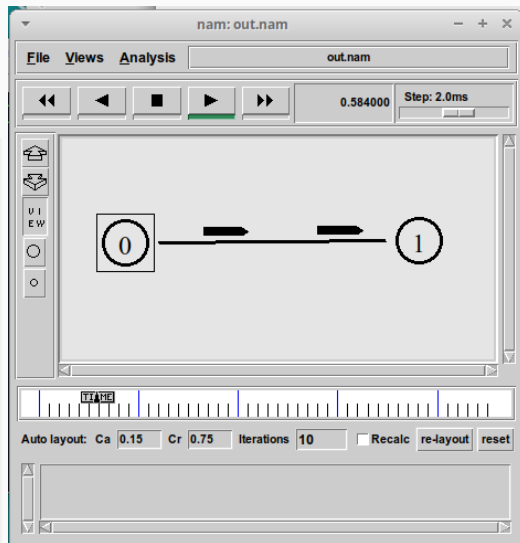 nam: out.nam
File Views Analysis out.nam
0.584000 Step: 2.0ms
VI
EW
0 1
TIME
Auto layout: Ca 0.15 Cr 0.75 Iterations 10 Recalc re-layout reset